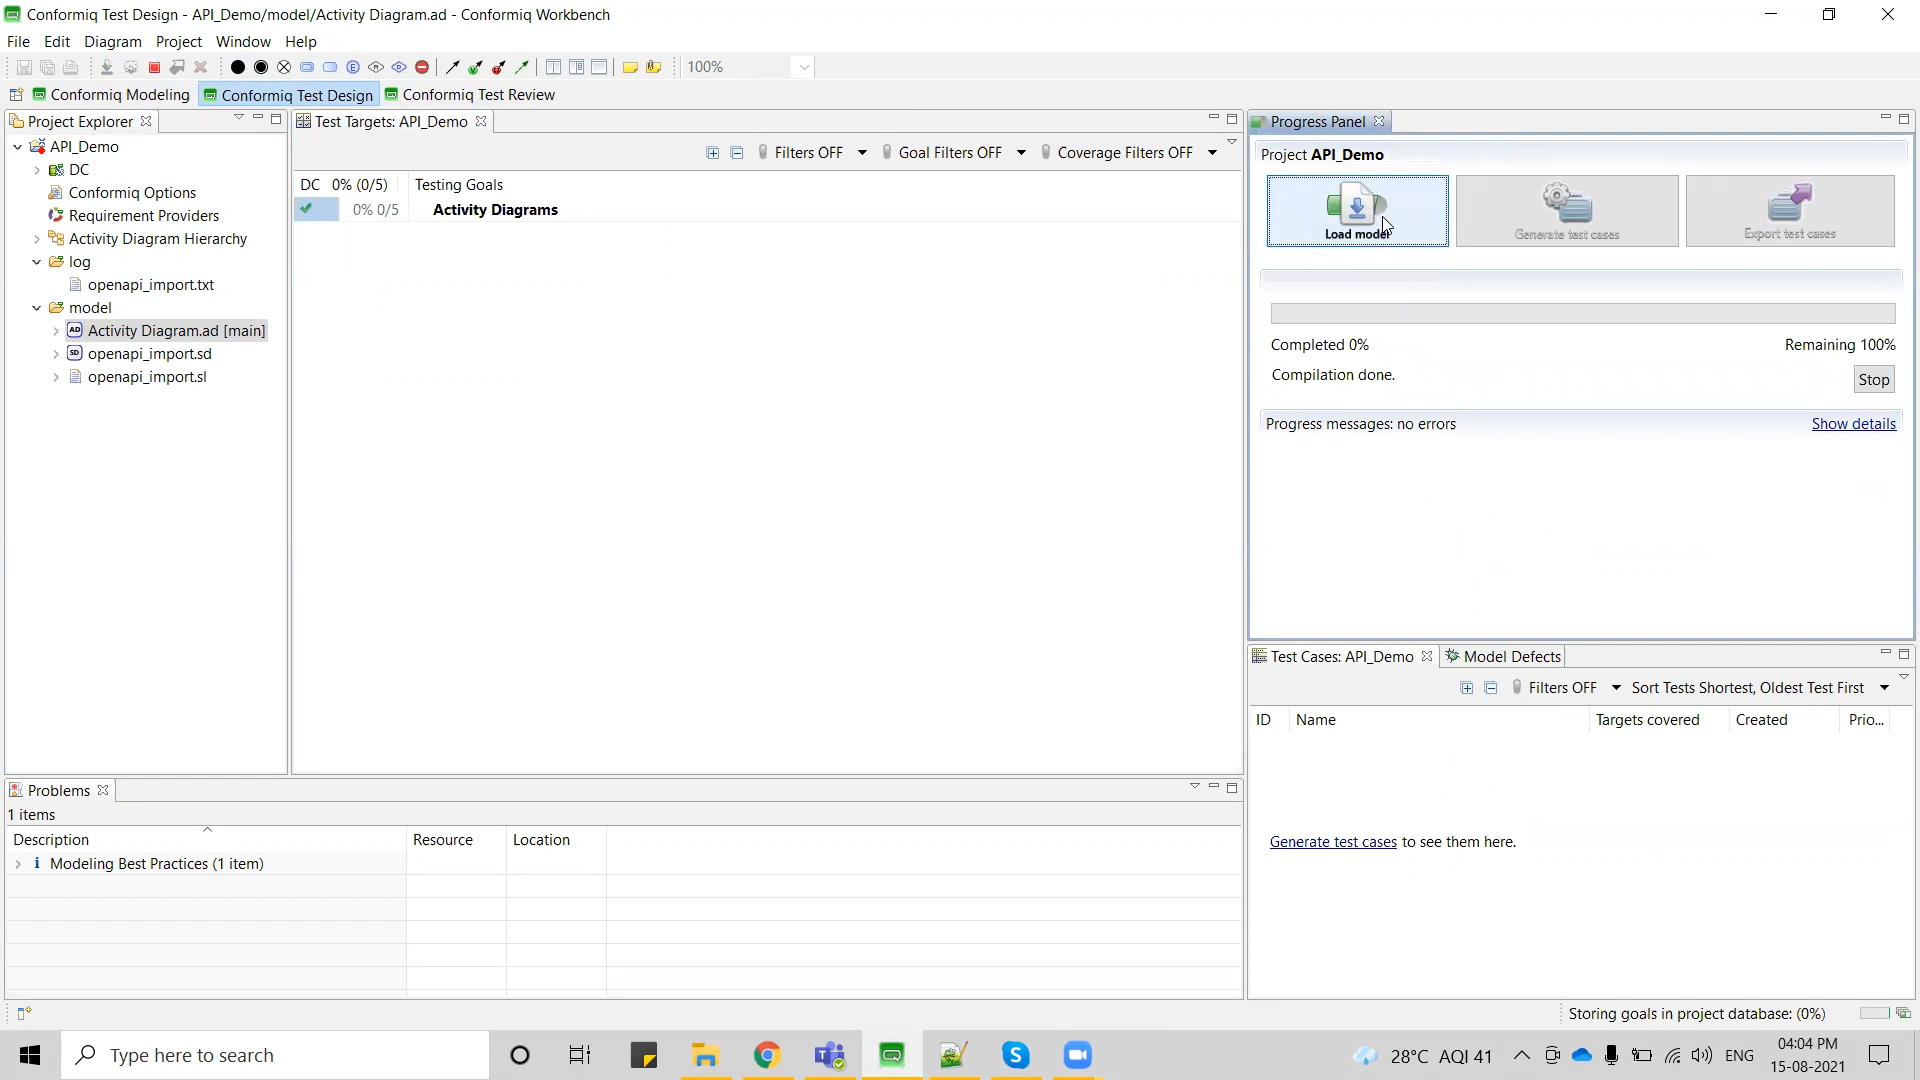 Conformiq Test Design - API_Demo/model/Activity Diagram.ad - Conformiq Workbench
File Edit Diagram Project Window Help
100%
Conformiq Modeling Conformiq Test Design Conformiq Test Review
Project Explorer
API_Demo
DC
Conformiq Options
Requirement Providers
Activity Diagram Hierarchy
log
openapi_import.txt
model
Activity Diagram.ad [main]
openapi_import.sd
openapi_import.sl
Test Targets: API_Demo
Filters OFF Goal Filters OFF Coverage Filters OFF
DC 0% (0/5) Testing Goals
0% 0/5 Activity Diagrams
Progress Panel
Project API_Demo
Load model Generate test cases Export test cases
Completed 0% Remaining 100%
Compilation done. Stop
Progress messages: no errors Show details
Test Cases: API_Demo Model Defects
Filters OFF Sort Tests Shortest, Oldest Test First
ID Name Targets covered Created Prio...
Generate test cases to see them here.
Problems
1 items
Description Resource Location
Modeling Best Practices (1 item)
Storing goals in project database: (0%)
Type here to search
28°C AQI 41 ENG
04:04 PM
15-08-2021